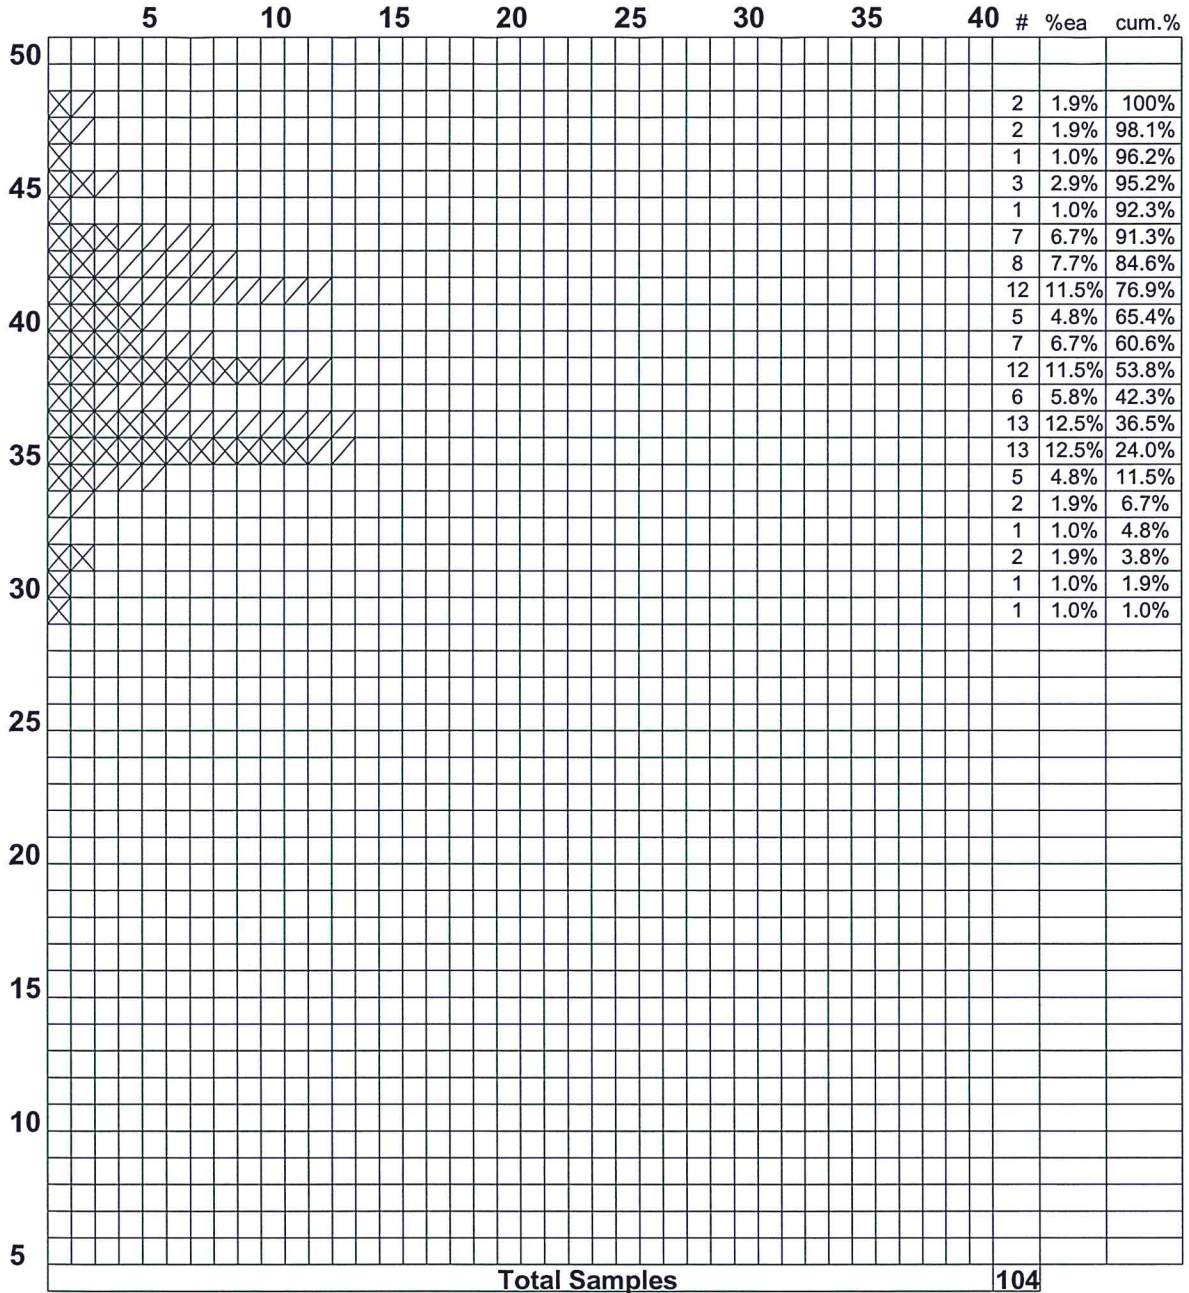 5 10 15 20 25 30 35 40 # %ea cum.%
50
2 1.9% 100%
2 1.9% 98.1%
1 1.0% 96.2%
45 3 2.9% 95.2%
1 1.0% 92.3%
7 6.7% 91.3%
8 7.7% 84.6%
12 11.5% 76.9%
40 5 4.8% 65.4%
7 6.7% 60.6%
12 11.5% 53.8%
6 5.8% 42.3%
13 12.5% 36.5%
35 13 12.5% 24.0%
5 4.8% 11.5%
2 1.9% 6.7%
1 1.0% 4.8%
2 1.9% 3.8%
30 1 1.0% 1.9%
1 1.0% 1.0%
25
20
15
10
5
Total Samples 104